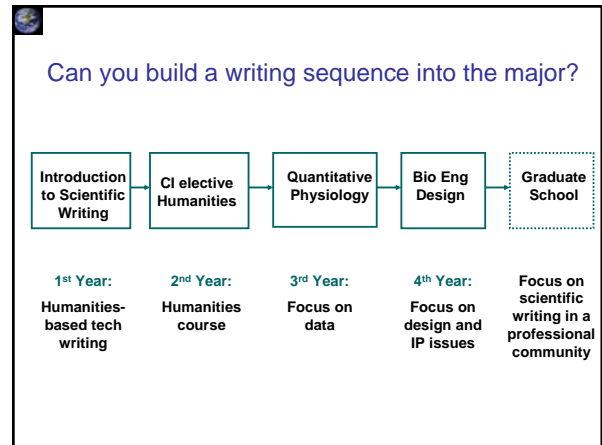 Can you build a writing sequence into the major?
Introduction
to Scientific
Writing
CI elective
Humanities
Quantitative
Physiology
Bio Eng
Design
Graduate
School
1st Year:
Humanities-
based tech
writing
2nd Year:
Humanities
course
3rd Year:
Focus on
data
4th Year:
Focus on
design and
IP issues
Focus on
scientific
writing in a
professional
community